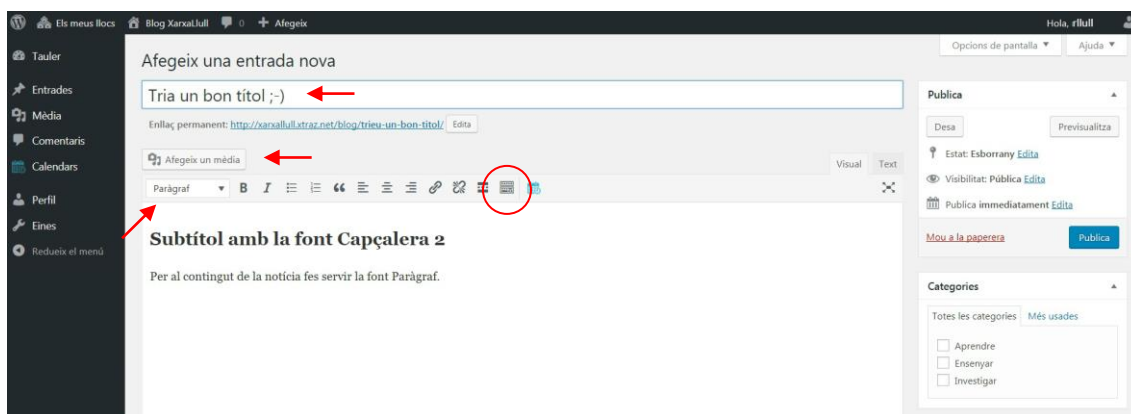 Els meus llocs Blog XarxaLlull 0 Afegeix Hola, rllull
Opcions de pantalla Ajuda
Tauler
Entrades
Mèdia
Comentaris
Calendars
Perfil
Eines
Redueix el menú
Afegeix una entrada nova
Tria un bon títol ;-)
Enllaç permanent: http://xarxallull.xtraz.net/blog/trieu-un-bon-titol/ Edita
Afegeix un mèdia
Visual Text
Paràgraf B I
Subtítol amb la font Capçalera 2
Per al contingut de la notícia fes servir la font Paràgraf.
Publica
Desa Previsualitza
Estat: Esborrany Edita
Visibilitat: Pública Edita
Publica immediatament Edita
Mou a la paperera Publica
Categories
Totes les categories Més usades
Aprendre
Ensenyar
Investigar